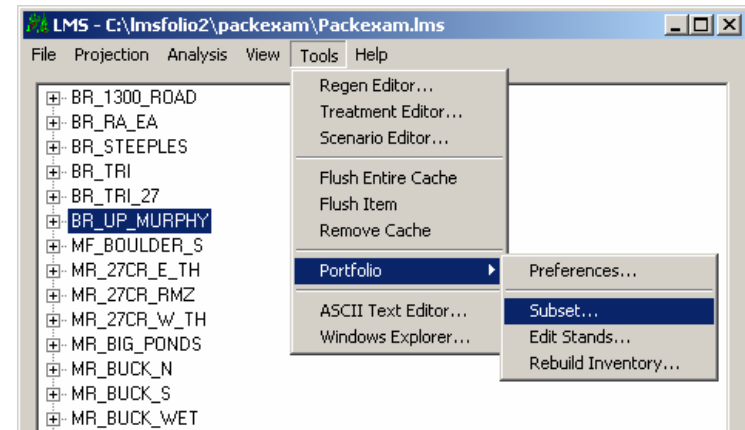 LMS - C:\lmsfolio2\packexam\Packexam.lms
File Projection Analysis View Tools Help
BR_1300_ROAD
BR_RA_EA
BR_STEEPLES
BR_TRI
BR_TRI_27
BR_UP_MURPHY
MF_BOULDER_S
MR_27CR_E_TH
MR_27CR_RMZ
MR_27CR_W_TH
MR_BIG_PONDS
MR_BUCK_N
MR_BUCK_S
MR_BUCK_WET
Regen Editor...
Treatment Editor...
Scenario Editor...
Flush Entire Cache
Flush Item
Remove Cache
Portfolio
ASCII Text Editor...
Windows Explorer...
Preferences...
Subset...
Edit Stands...
Rebuild Inventory...